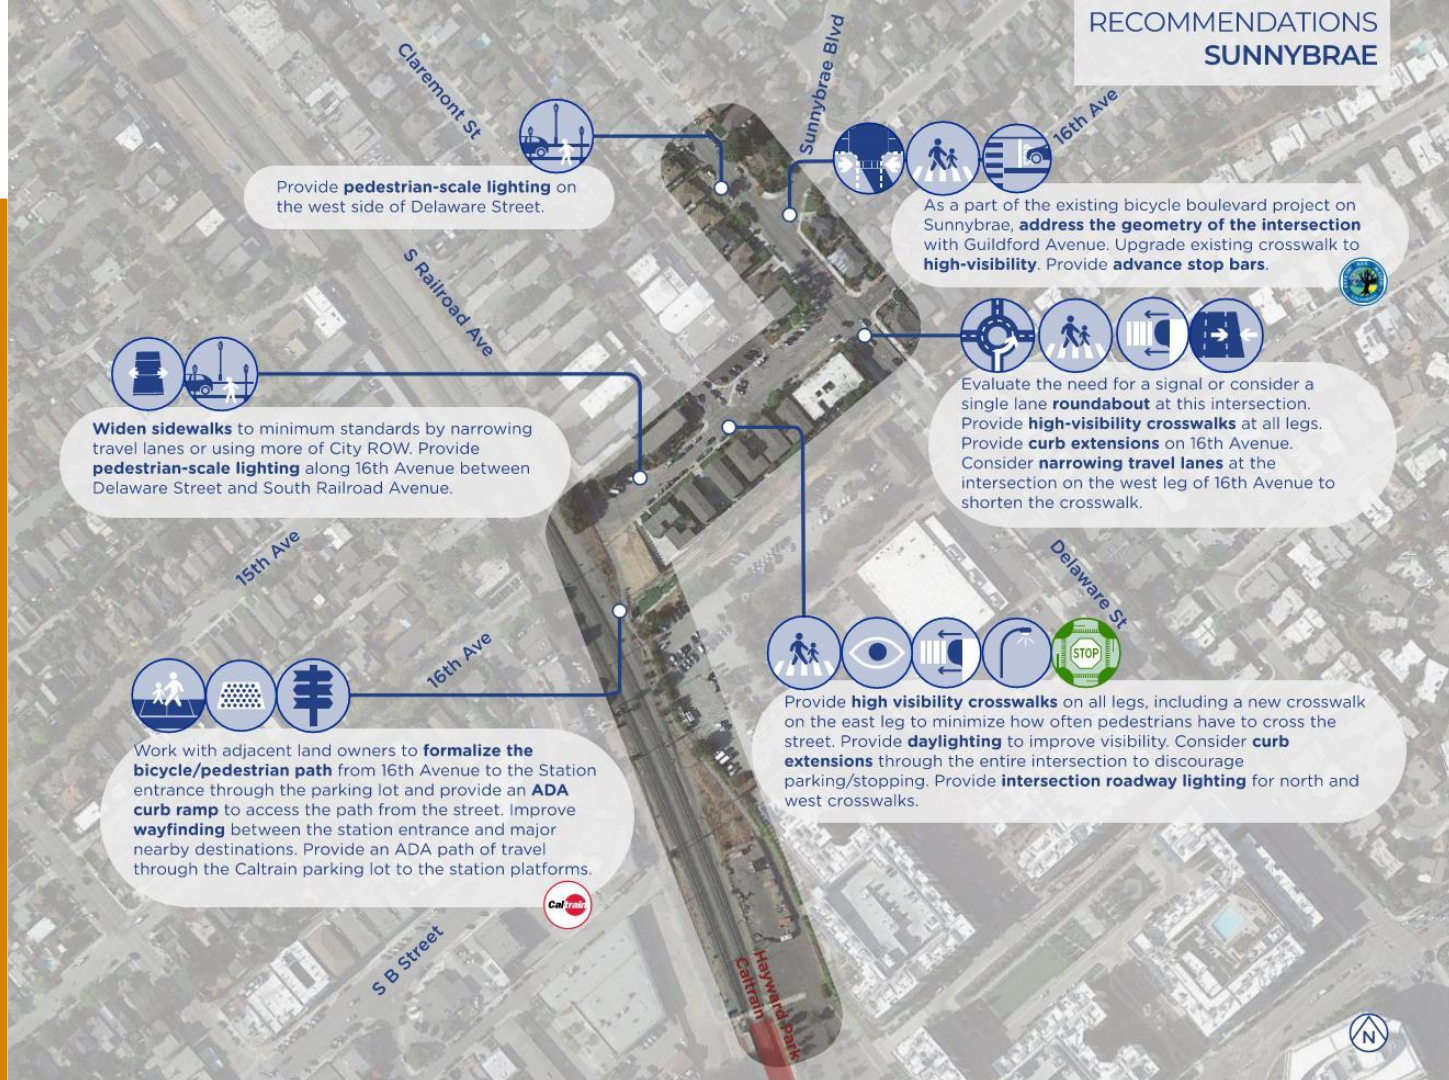 RECOMMENDATIONS
SUNNYBRAE
Claremont St
Sunnybrae Blvd
16th Ave
Provide pedestrian-scale lighting on
the west side of Delaware Street.
As a part of the existing bicycle boulevard project on
Sunnybrae, address the geometry of the intersection
with Guildford Avenue. Upgrade existing crosswalk to
high-visibility. Provide advance stop bars.
S Railroad Ave
Evaluate the need for a signal or consider a
single lane roundabout at this intersection.
Provide high-visibility crosswalks at all legs.
Provide curb extensions on 16th Avenue.
Consider narrowing travel lanes at the
intersection on the west leg of 16th Avenue to
shorten the crosswalk.
Widen sidewalks to minimum standards by narrowing
travel lanes or using more of City ROW. Provide
pedestrian-scale lighting along 16th Avenue between
Delaware Street and South Railroad Avenue.
15th Ave
Delaware St
16th Ave
STOP
Provide high visibility crosswalks on all legs, including a new crosswalk
on the east leg to minimize how often pedestrians have to cross the
street. Provide daylighting to improve visibility. Consider curb
extensions through the entire intersection to discourage
parking/stopping. Provide intersection roadway lighting for north and
west crosswalks.
Work with adjacent land owners to formalize the
bicycle/pedestrian path from 16th Avenue to the Station
entrance through the parking lot and provide an ADA
curb ramp to access the path from the street. Improve
wayfinding between the station entrance and major
nearby destinations. Provide an ADA path of travel
through the Caltrain parking lot to the station platforms.
Caltrain
S B Street
Hayward Park
Caltrain
N